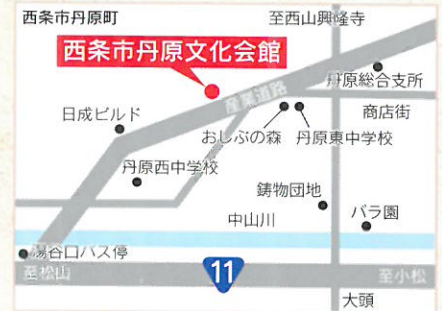 西条市丹原町
至西山興隆寺
西条市丹原文化会館
丹原総合支所
産業道路
商店街
日成ビルド
おしぶの森
丹原東中学校
丹原西中学校
鋳物団地
中山川
バラ園
湯谷口バス停
至松山
11
至小松
大頭